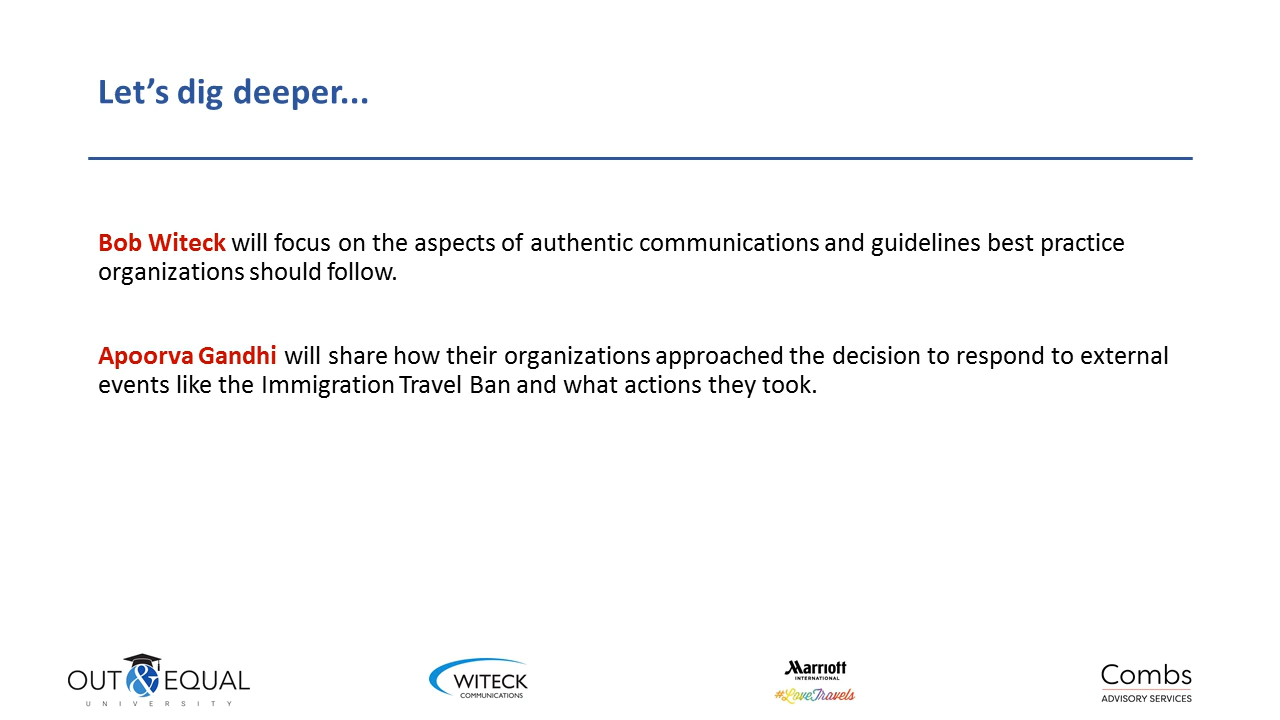 Let’s dig deeper...
Bob Witeck will focus on the aspects of authentic communications and guidelines best practice
organizations should follow.
Apoorva Gandhi will share how their organizations approached the decision to respond to external
events like the Immigration Travel Ban and what actions they took.
OUT & EQUAL
UNIVERSITY
WITECK
COMMUNICATIONS
Marriott
INTERNATIONAL
#LoveTravels
Combs
ADVISORY SERVICES